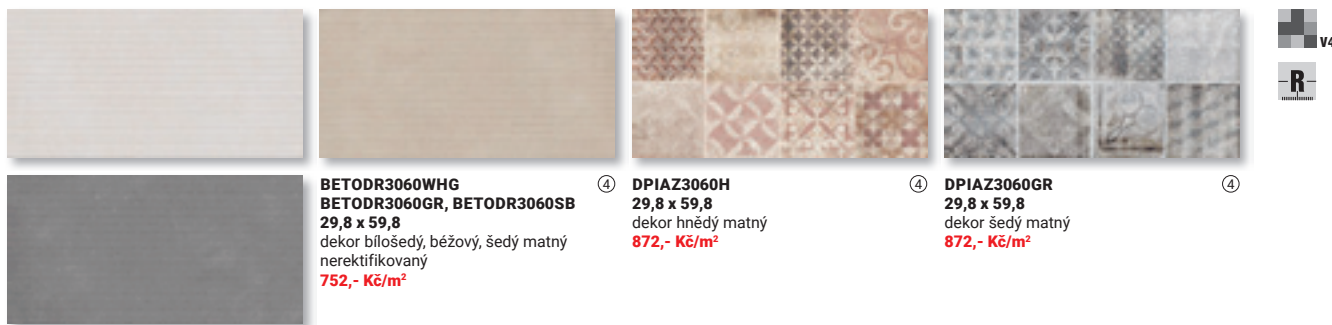 BETODR3060WHG ④
BETODR3060GR, BETODR3060SB
29,8 x 59,8
dekor bílošedý, béžový, šedý matný
nerektifikovaný
752,- Kč/m²
DPIAZ3060H ④
29,8 x 59,8
dekor hnědý matný
872,- Kč/m²
DPIAZ3060GR ④
29,8 x 59,8
dekor šedý matný
872,- Kč/m²
V4
R